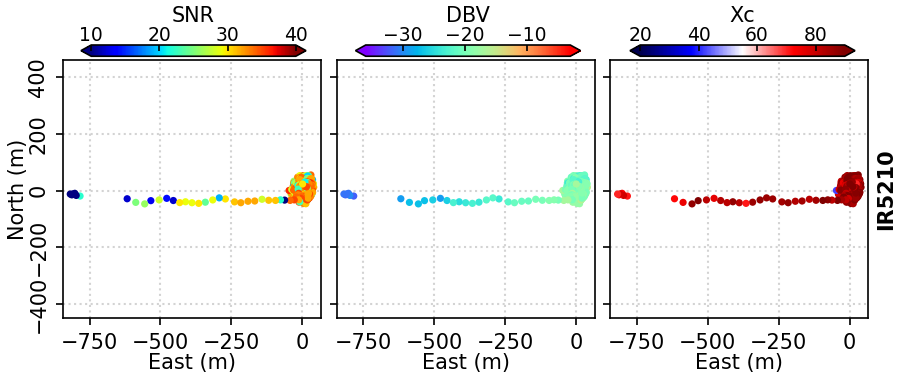 SNR DBV Xc
10 20 30 40 −30 −20 −10 20 40 60 80
400
200
0
−200
−400
North (m)
IR5210
−750 −500 −250 0 −750 −500 −250 0 −750 −500 −250 0
East (m) East (m) East (m)